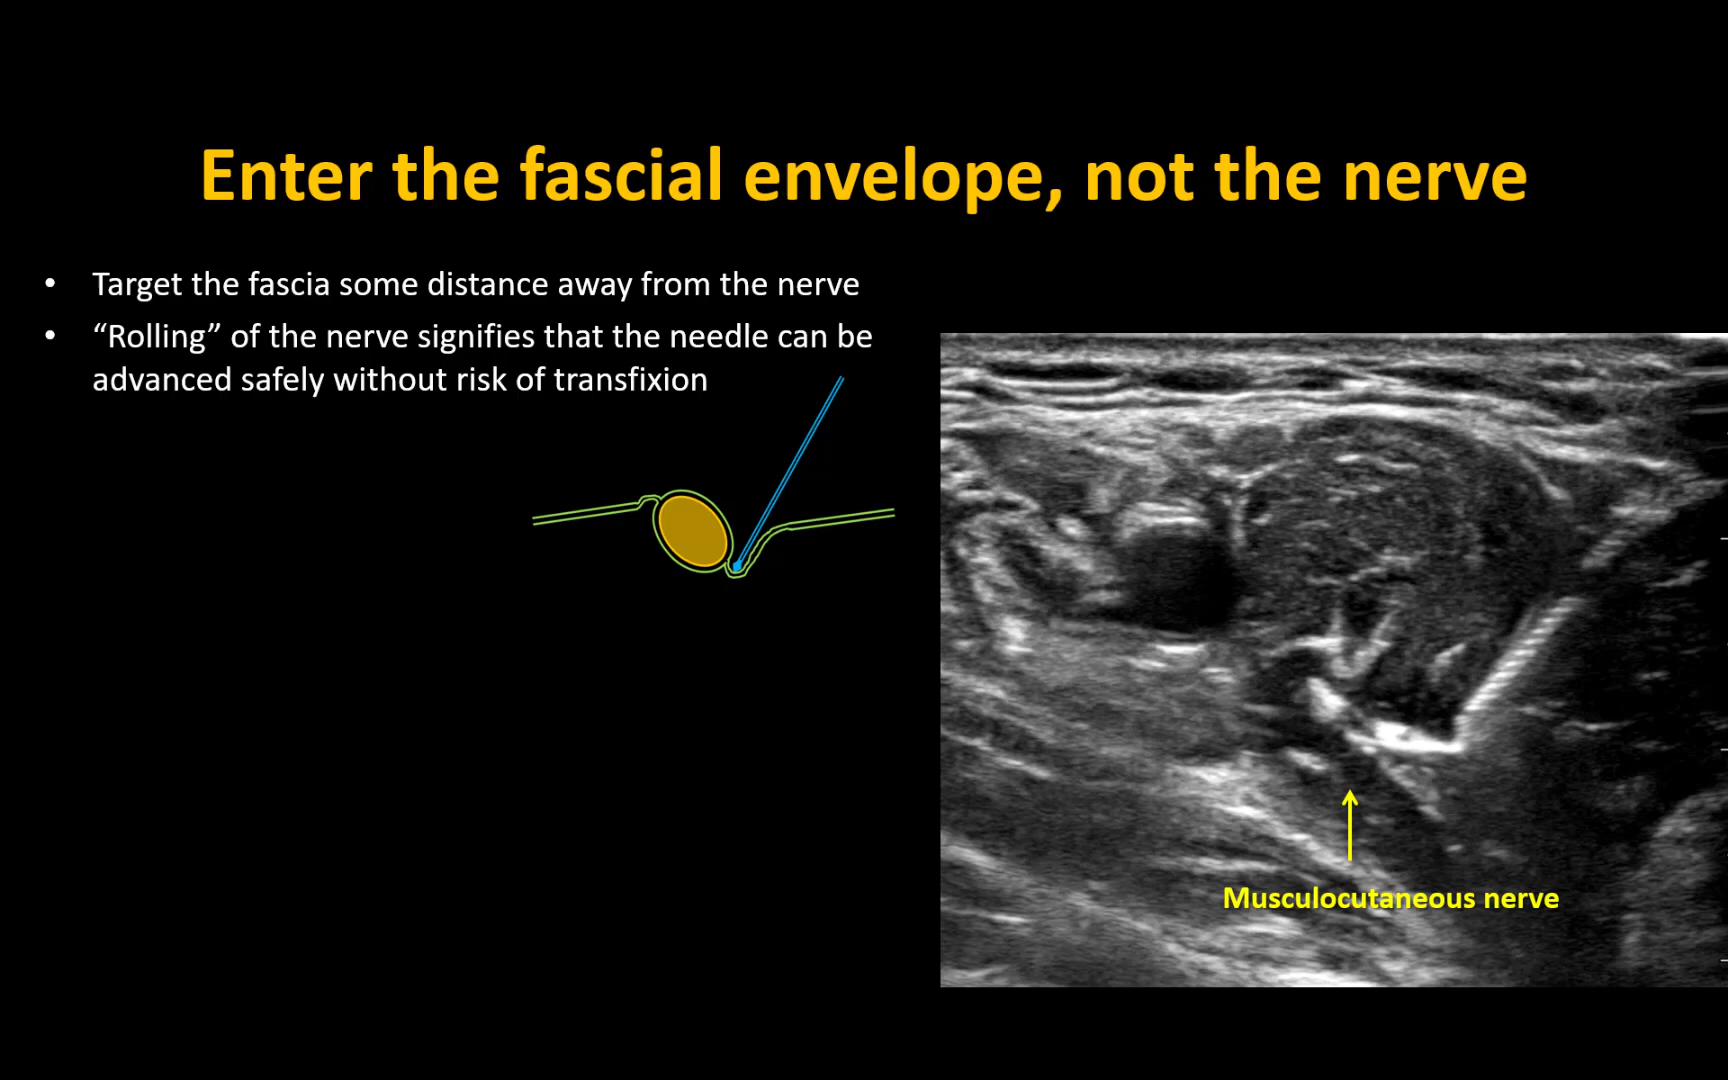 Enter the fascial envelope, not the nerve
• Target the fascia some distance away from the nerve
• “Rolling” of the nerve signifies that the needle can be
advanced safely without risk of transfixion
Musculocutaneous nerve